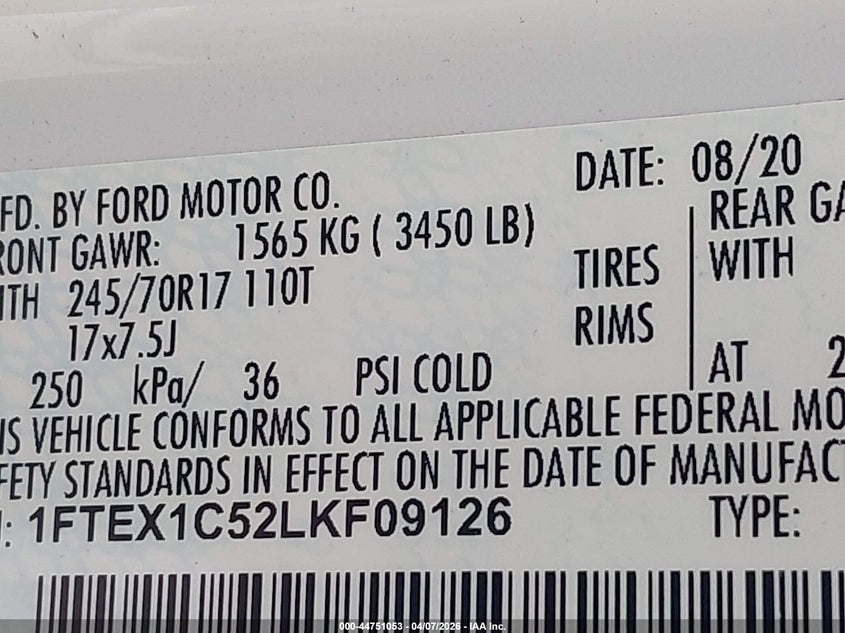 FD. BY FORD MOTOR CO.
DATE: 08/20
RONT GAWR: 1565 KG ( 3450 LB)
REAR GA
ITH 245/70R17 110T TIRES WITH
17x7.5J RIMS
250 kPa/ 36 PSI COLD AT 2
IS VEHICLE CONFORMS TO ALL APPLICABLE FEDERAL MO
FETY STANDARDS IN EFFECT ON THE DATE OF MANUFACT
: 1FTEX1C52LKF09126 TYPE:
000-44751053 - 04/07/2026 - IAA Inc.